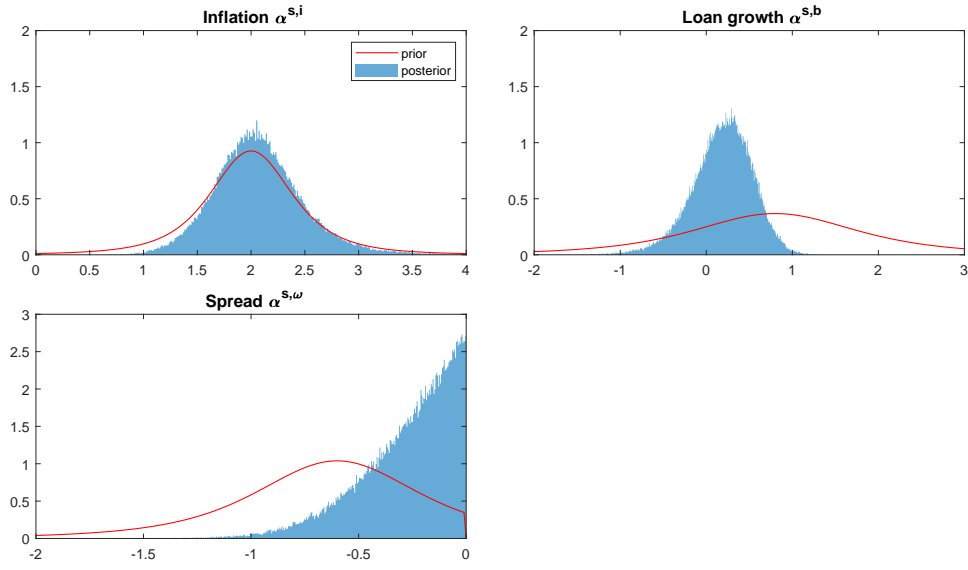 Inflation α^s,i
2
1.5
1
0.5
0
0 0.5 1 1.5 2 2.5 3 3.5 4
prior
posterior
Loan growth α^s,b
2
1.5
1
0.5
0
-2 -1 0 1 2 3
Spread α^s,ω
3
2.5
2
1.5
1
0.5
0
-2 -1.5 -1 -0.5 0